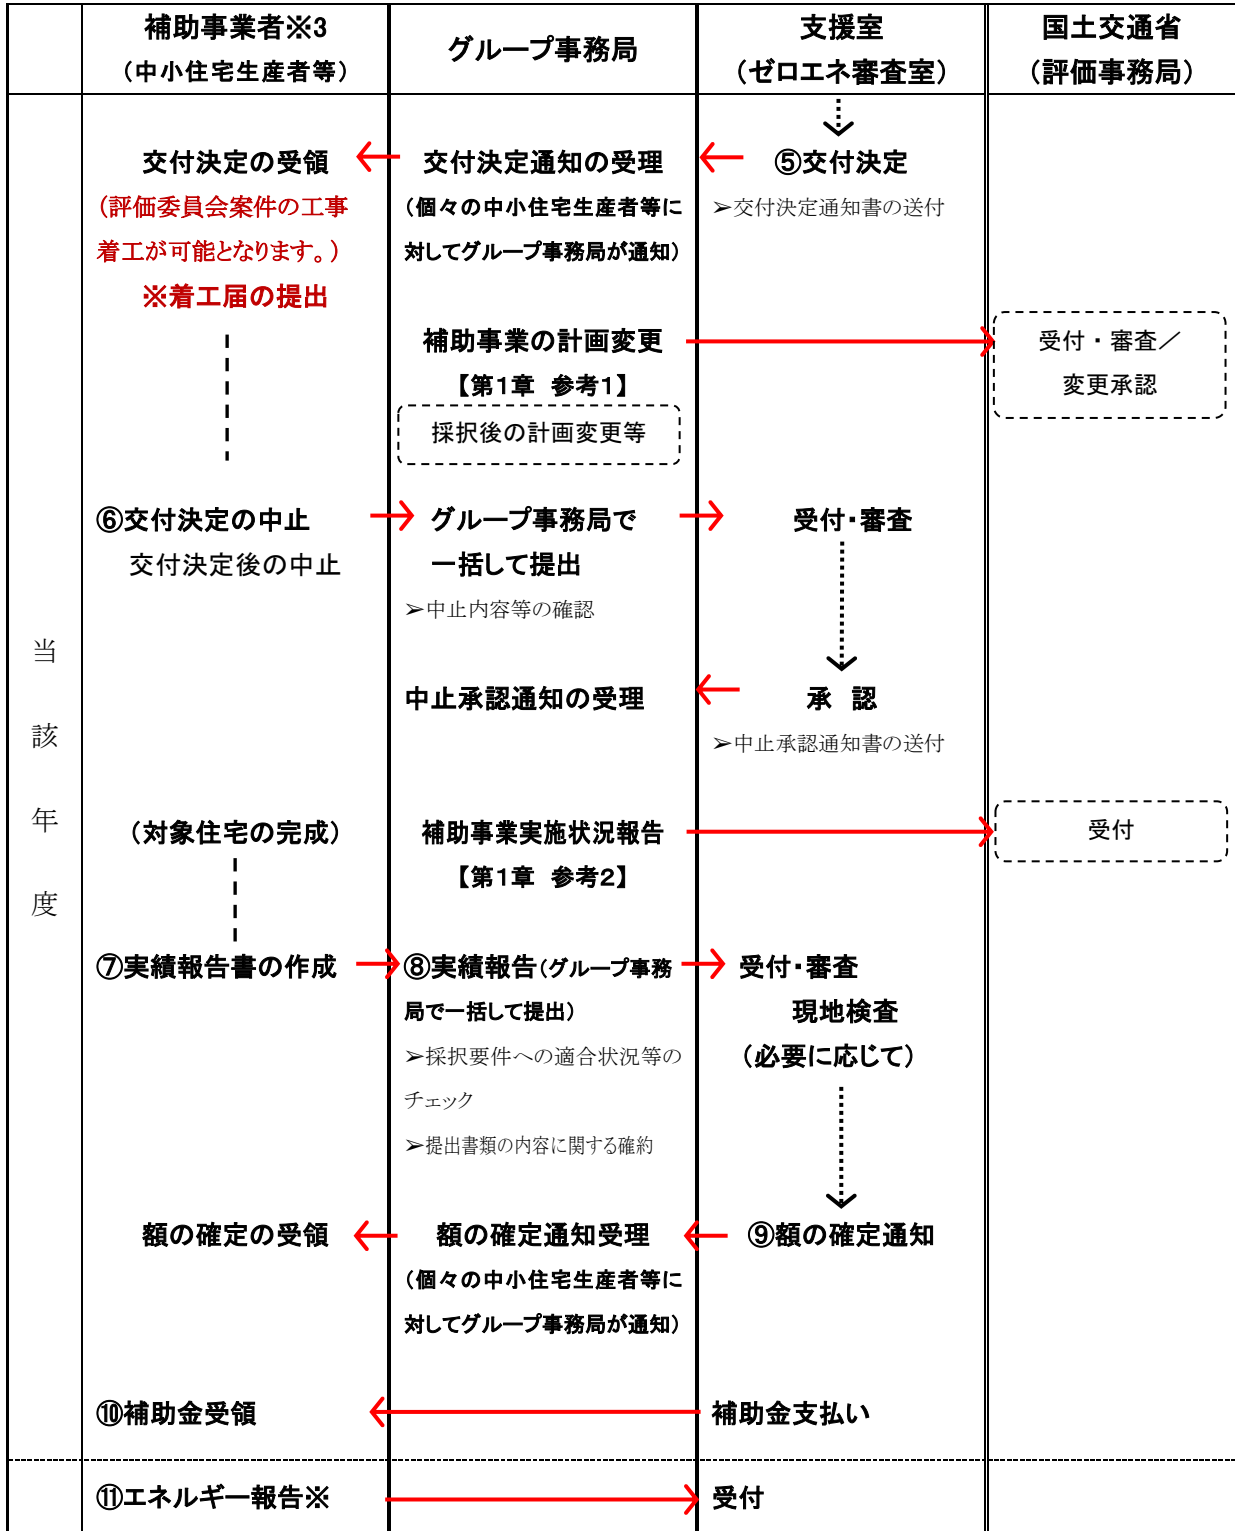 補助事業者※3
（中小住宅生産者等）
グループ事務局
支援室
（ゼロエネ審査室）
国土交通省
（評価事務局）
当該年度
交付決定の受領
（評価委員会案件の工事
着工が可能となります。）
※着工届の提出
交付決定通知の受理
（個々の中小住宅生産者等に
対してグループ事務局が通知）
⑤交付決定
➢交付決定通知書の送付
補助事業の計画変更
【第1章 参考1】
採択後の計画変更等
受付・審査／
変更承認
⑥交付決定の中止
交付決定後の中止
グループ事務局で
一括して提出
➢中止内容等の確認
受付・審査
中止承認通知の受理
承 認
➢中止承認通知書の送付
（対象住宅の完成）
補助事業実施状況報告
【第1章 参考2】
受付
⑦実績報告書の作成
⑧実績報告（グループ事務
局で一括して提出）
➢採択要件への適合状況等の
チェック
➢提出書類の内容に関する確約
受付・審査
現地検査
（必要に応じて）
額の確定の受領
額の確定通知受理
（個々の中小住宅生産者等に
対してグループ事務局が通知）
⑨額の確定通知
⑩補助金受領
補助金支払い
⑪エネルギー報告※
受付